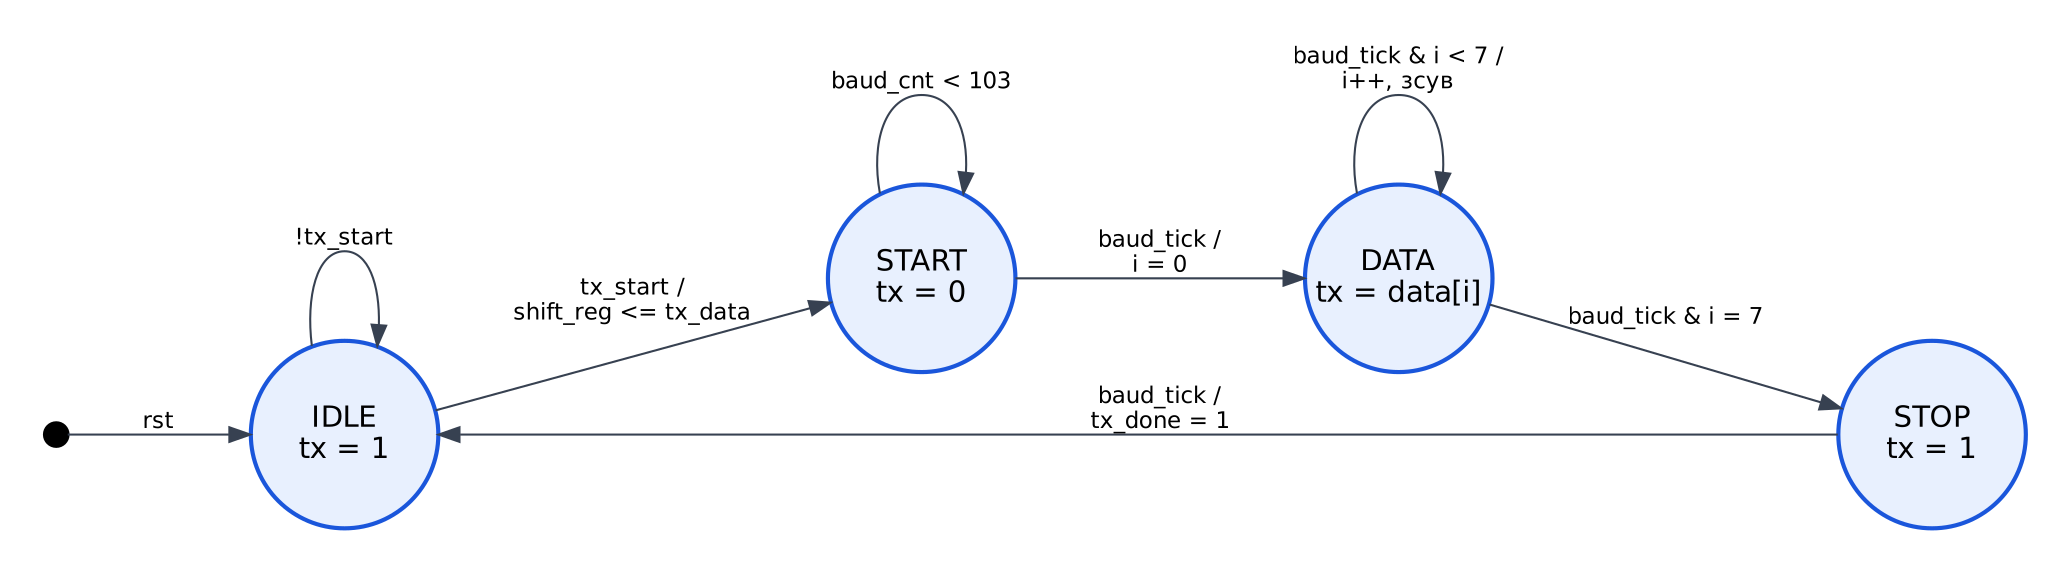 rst
!tx_start
IDLE
tx = 1
tx_start /
shift_reg <= tx_data
baud_cnt < 103
START
tx = 0
baud_tick /
i = 0
baud_tick & i < 7 /
i++, зсув
DATA
tx = data[i]
baud_tick & i = 7
STOP
tx = 1
baud_tick /
tx_done = 1